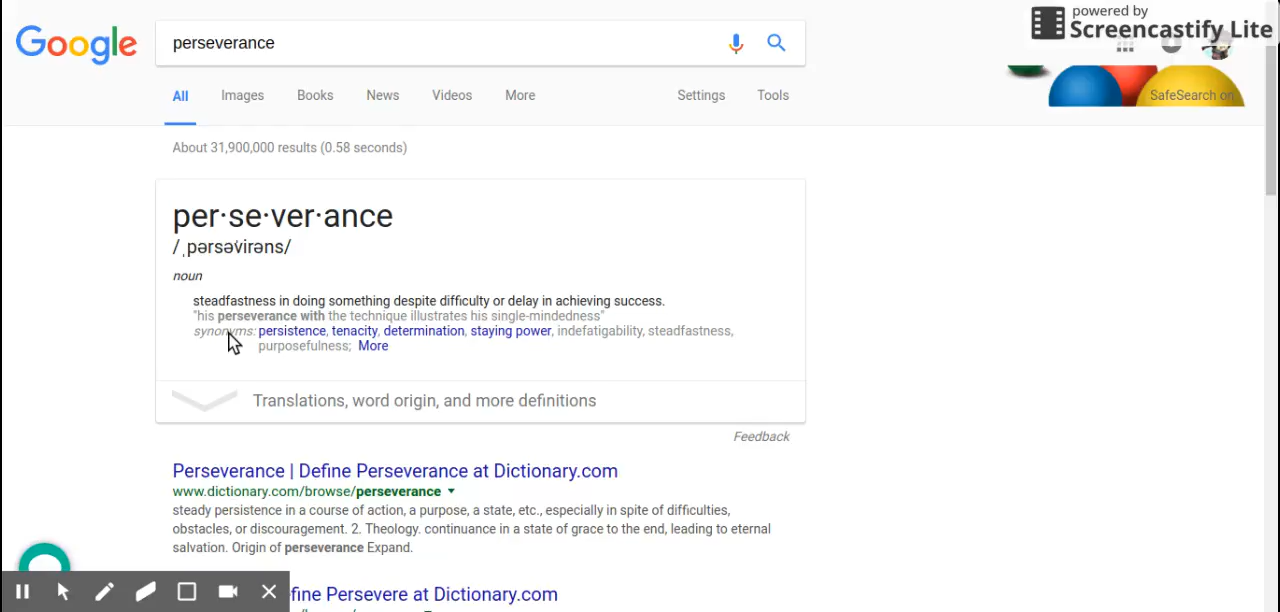 powered by
Screencastify Lite
Google
perseverance
All Images Books News Videos More Settings Tools
SafeSearch on
About 31,900,000 results (0.58 seconds)
per·se·ver·ance
/ˌpərsəˈvirəns/
noun
steadfastness in doing something despite difficulty or delay in achieving success.
"his perseverance with the technique illustrates his single-mindedness"
synonyms: persistence, tenacity, determination, staying power, indefatigability, steadfastness,
purposefulness; More
Translations, word origin, and more definitions
Feedback
Perseverance | Define Perseverance at Dictionary.com
www.dictionary.com/browse/perseverance
steady persistence in a course of action, a purpose, a state, etc., especially in spite of difficulties,
obstacles, or discouragement. 2. Theology. continuance in a state of grace to the end, leading to eternal
salvation. Origin of perseverance Expand.
fine Persevere at Dictionary.com